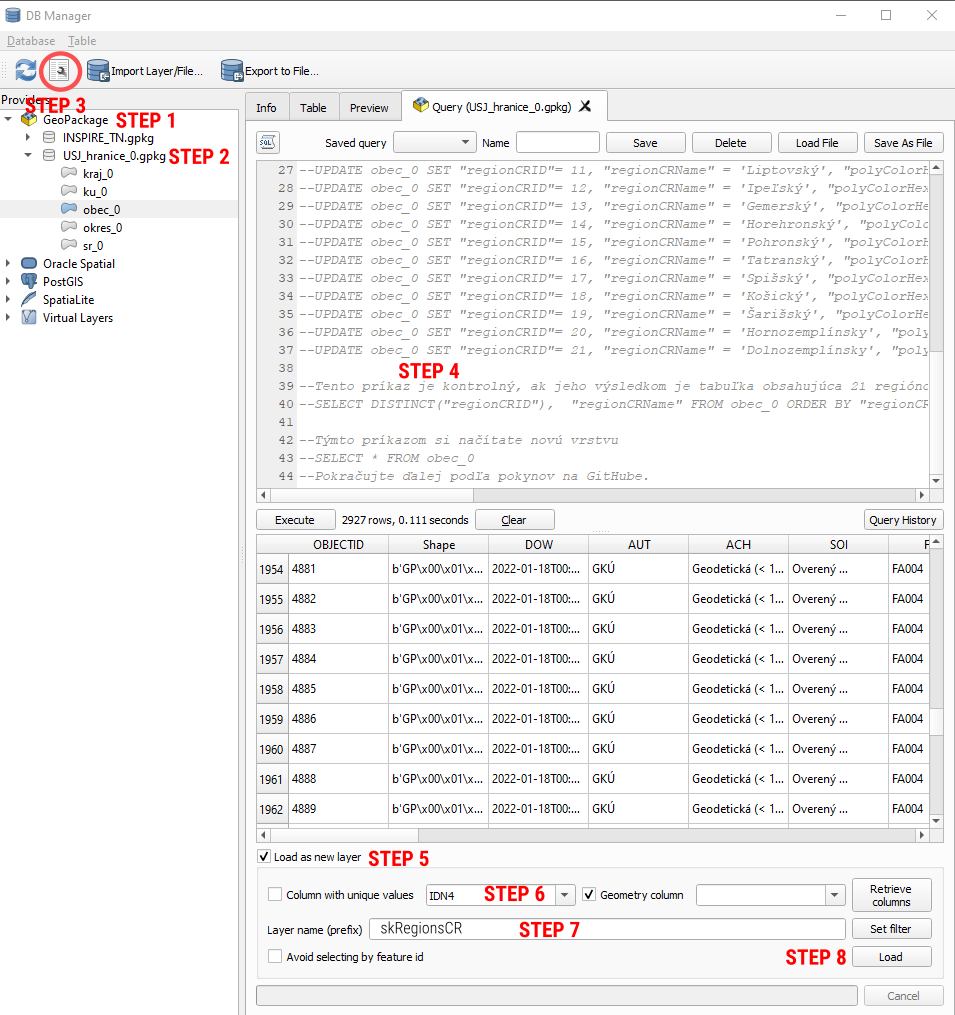 DB Manager
Database Table
Import Layer/File... Export to File...
Providers
STEP 3
GeoPackage STEP 1
INSPIRE_TN.gpkg
USJ_hranice_0.gpkg STEP 2
kraj_0
ku_0
obec_0
okres_0
sr_0
Oracle Spatial
PostGIS
SpatiaLite
Virtual Layers
Info Table Preview Query (USJ_hranice_0.gpkg)
SQL Saved query Name Save Delete Load File Save As File
27 --UPDATE obec_0 SET "regionCRID"= 11, "regionCRName" = 'Liptovský', "polyColorHex
28 --UPDATE obec_0 SET "regionCRID"= 12, "regionCRName" = 'Ipeľský', "polyColorHex"
29 --UPDATE obec_0 SET "regionCRID"= 13, "regionCRName" = 'Gemerský', "polyColorHe
30 --UPDATE obec_0 SET "regionCRID"= 14, "regionCRName" = 'Horehronský', "polyColo
31 --UPDATE obec_0 SET "regionCRID"= 15, "regionCRName" = 'Pohronský', "polyColorH
32 --UPDATE obec_0 SET "regionCRID"= 16, "regionCRName" = 'Tatranský', "polyColorH
33 --UPDATE obec_0 SET "regionCRID"= 17, "regionCRName" = 'Spišský', "polyColorHex
34 --UPDATE obec_0 SET "regionCRID"= 18, "regionCRName" = 'Košický', "polyColorHex
35 --UPDATE obec_0 SET "regionCRID"= 19, "regionCRName" = 'Šarišský', "polyColorHe
36 --UPDATE obec_0 SET "regionCRID"= 20, "regionCRName" = 'Hornozemplínsky', "poly
37 --UPDATE obec_0 SET "regionCRID"= 21, "regionCRName" = 'Dolnozemplínsky', "poly
38 STEP 4
39 --Tento príkaz je kontrolný, ak jeho výsledkom je tabuľka obsahujúca 21 regióno
40 --SELECT DISTINCT("regionCRID"), "regionCRName" FROM obec_0 ORDER BY "regionCR
41
42 --Týmto príkazom si načítate novú vrstvu
43 --SELECT * FROM obec_0
44 --Pokračujte ďalej podľa pokynov na GitHube.
Execute 2927 rows, 0.111 seconds Clear Query History
OBJECTID Shape DOW AUT ACH SOI F
1954 4881 b'GP\x00\x01\x... 2022-01-18T00:... GKÚ Geodetická (< 1... Overený ... FA004
1955 4882 b'GP\x00\x01\x... 2022-01-18T00:... GKÚ Geodetická (< 1... Overený ... FA004
1956 4883 b'GP\x00\x01\x... 2022-01-18T00:... GKÚ Geodetická (< 1... Overený ... FA004
1957 4884 b'GP\x00\x01\x... 2022-01-18T00:... GKÚ Geodetická (< 1... Overený ... FA004
1958 4885 b'GP\x00\x01\x... 2022-01-18T00:... GKÚ Geodetická (< 1... Overený ... FA004
1959 4886 b'GP\x00\x01\x... 2022-01-18T00:... GKÚ Geodetická (< 1... Overený ... FA004
1960 4887 b'GP\x00\x01\x... 2022-01-18T00:... GKÚ Geodetická (< 1... Overený ... FA004
1961 4888 b'GP\x00\x01\x... 2022-01-18T00:... GKÚ Geodetická (< 1... Overený ... FA004
1962 4889 b'GP\x00\x01\x... 2022-01-18T00:... GKÚ Geodetická (< 1... Overený ... FA004
Load as new layer STEP 5
Column with unique values IDN4 STEP 6 Geometry column Retrieve
columns
Layer name (prefix) skRegionsCR STEP 7 Set filter
Avoid selecting by feature id STEP 8 Load
Cancel